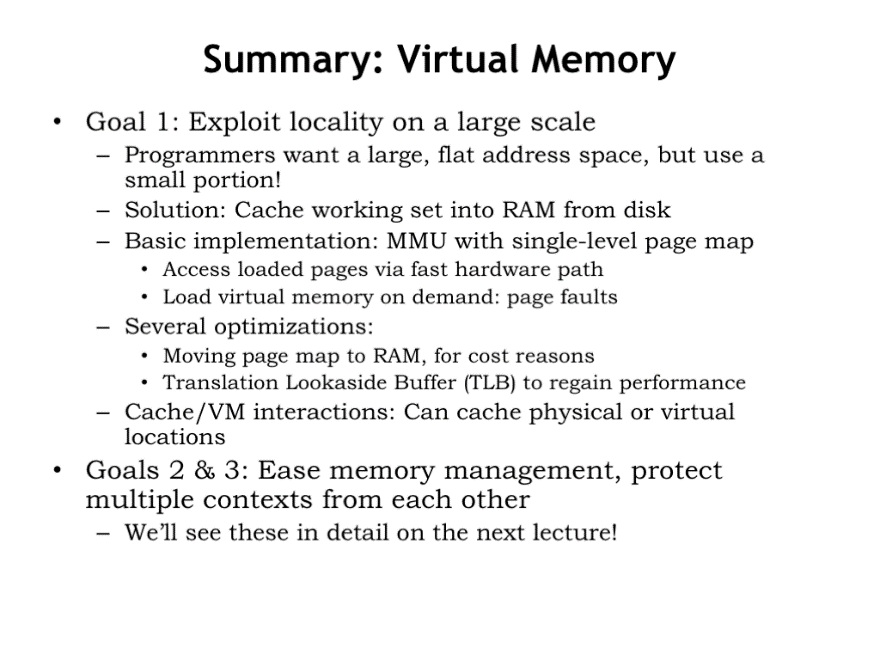 Summary: Virtual Memory
• Goal 1: Exploit locality on a large scale
– Programmers want a large, flat address space, but use a
small portion!
– Solution: Cache working set into RAM from disk
– Basic implementation: MMU with single-level page map
• Access loaded pages via fast hardware path
• Load virtual memory on demand: page faults
– Several optimizations:
• Moving page map to RAM, for cost reasons
• Translation Lookaside Buffer (TLB) to regain performance
– Cache/VM interactions: Can cache physical or virtual
locations
• Goals 2 & 3: Ease memory management, protect
multiple contexts from each other
– We’ll see these in detail on the next lecture!